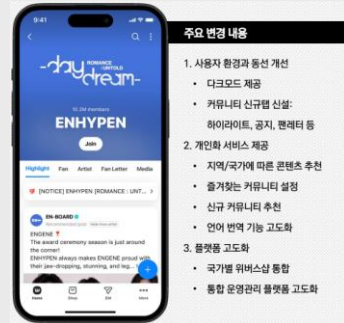 9:41
-day
ROMANCE
: UNTOLD
dream-
10.2M members
ENHYPEN
Join
Highlight Fan Artist Fan Letter Media
[NOTICE] ENHYPEN [ROMANCE : UNT...
EN-BOARD
ENGENE
The award ceremony season is just around
the corner!
ENHYPEN always makes ENGENE proud with
their jaw-dropping, stunning, and leg...
Shop
DM
More
주요 변경 내용
1. 사용자 환경과 동선 개선
• 다크모드 제공
• 커뮤니티 신규탭 신설:
하이라이트, 공지, 팬레터 등
2. 개인화 서비스 제공
• 지역/국가에 따른 콘텐츠 추천
• 즐겨찾는 커뮤니티 설정
• 신규 커뮤니티 추천
• 언어 번역 기능 고도화
3. 플랫폼 고도화
• 국가별 위버스샵 통합
• 통합 운영관리 플랫폼 고도화